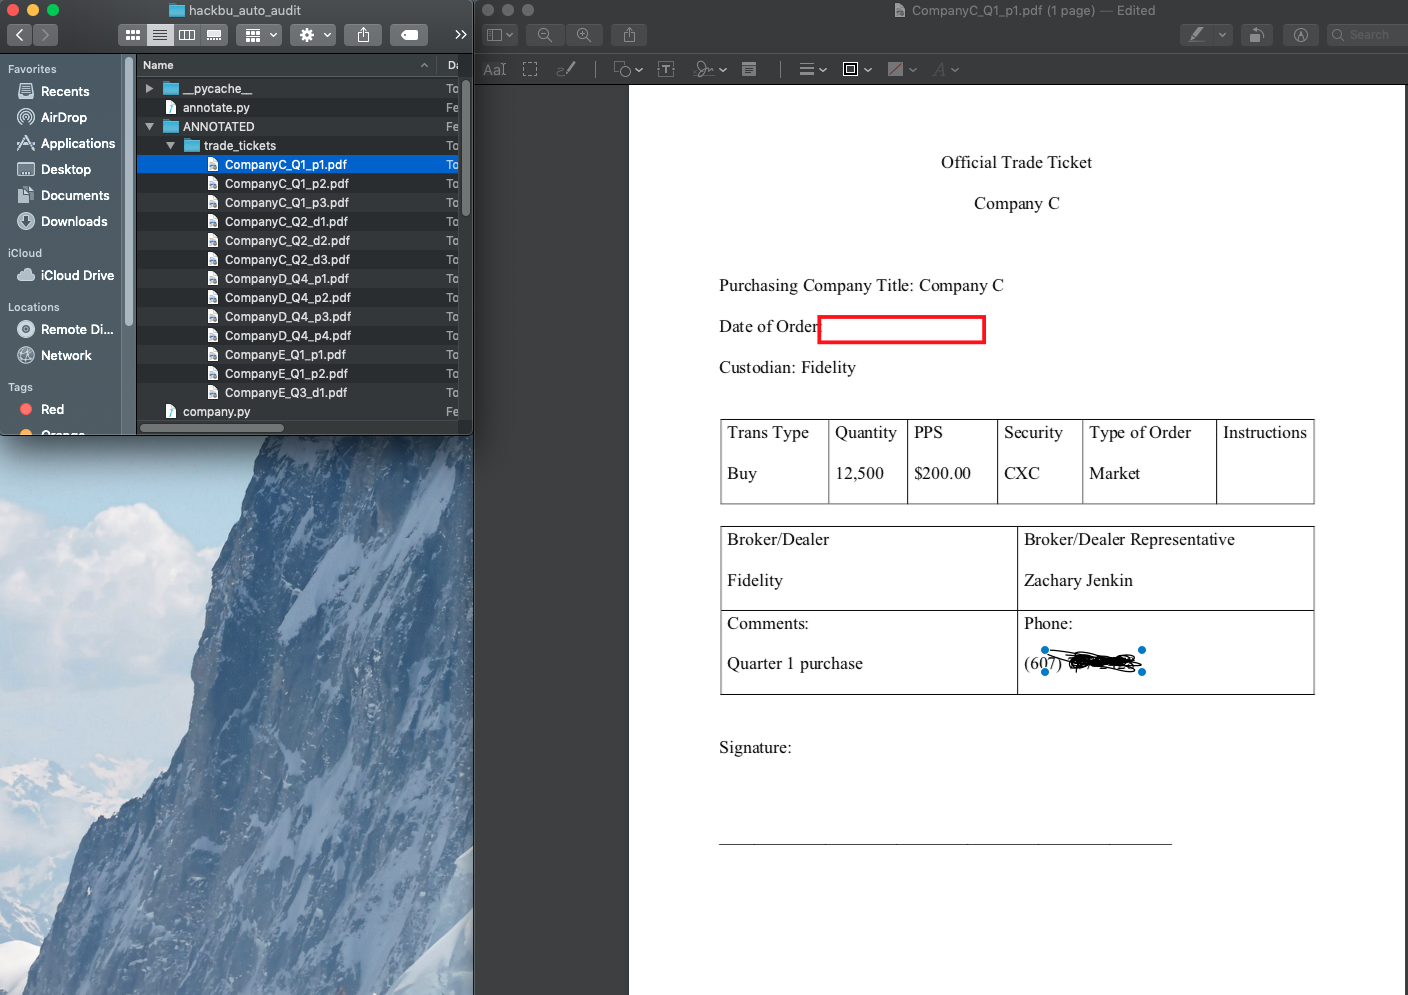 hackbu_auto_audit
Favorites
Recents
AirDrop
Applications
Desktop
Documents
Downloads
iCloud
iCloud Drive
Locations
Remote Di...
Network
Tags
Red
Orange
Name
Da
__pycache__
To
annotate.py
Fe
ANNOTATED
Fe
trade_tickets
To
CompanyC_Q1_p1.pdf
To
CompanyC_Q1_p2.pdf
To
CompanyC_Q1_p3.pdf
To
CompanyC_Q2_d1.pdf
To
CompanyC_Q2_d2.pdf
To
CompanyC_Q2_d3.pdf
To
CompanyD_Q4_p1.pdf
To
CompanyD_Q4_p2.pdf
To
CompanyD_Q4_p3.pdf
To
CompanyD_Q4_p4.pdf
To
CompanyE_Q1_p1.pdf
To
CompanyE_Q1_p2.pdf
To
CompanyE_Q3_d1.pdf
To
company.py
Fe
CompanyC_Q1_p1.pdf (1 page) — Edited
Search
AaI
T
A
Official Trade Ticket
Company C
Purchasing Company Title: Company C
Date of Order:
Custodian: Fidelity
Trans Type Quantity PPS Security Type of Order Instructions
Buy 12,500 $200.00 CXC Market
Broker/Dealer Broker/Dealer Representative
Fidelity Zachary Jenkin
Comments: Phone:
Quarter 1 purchase (607)
Signature: